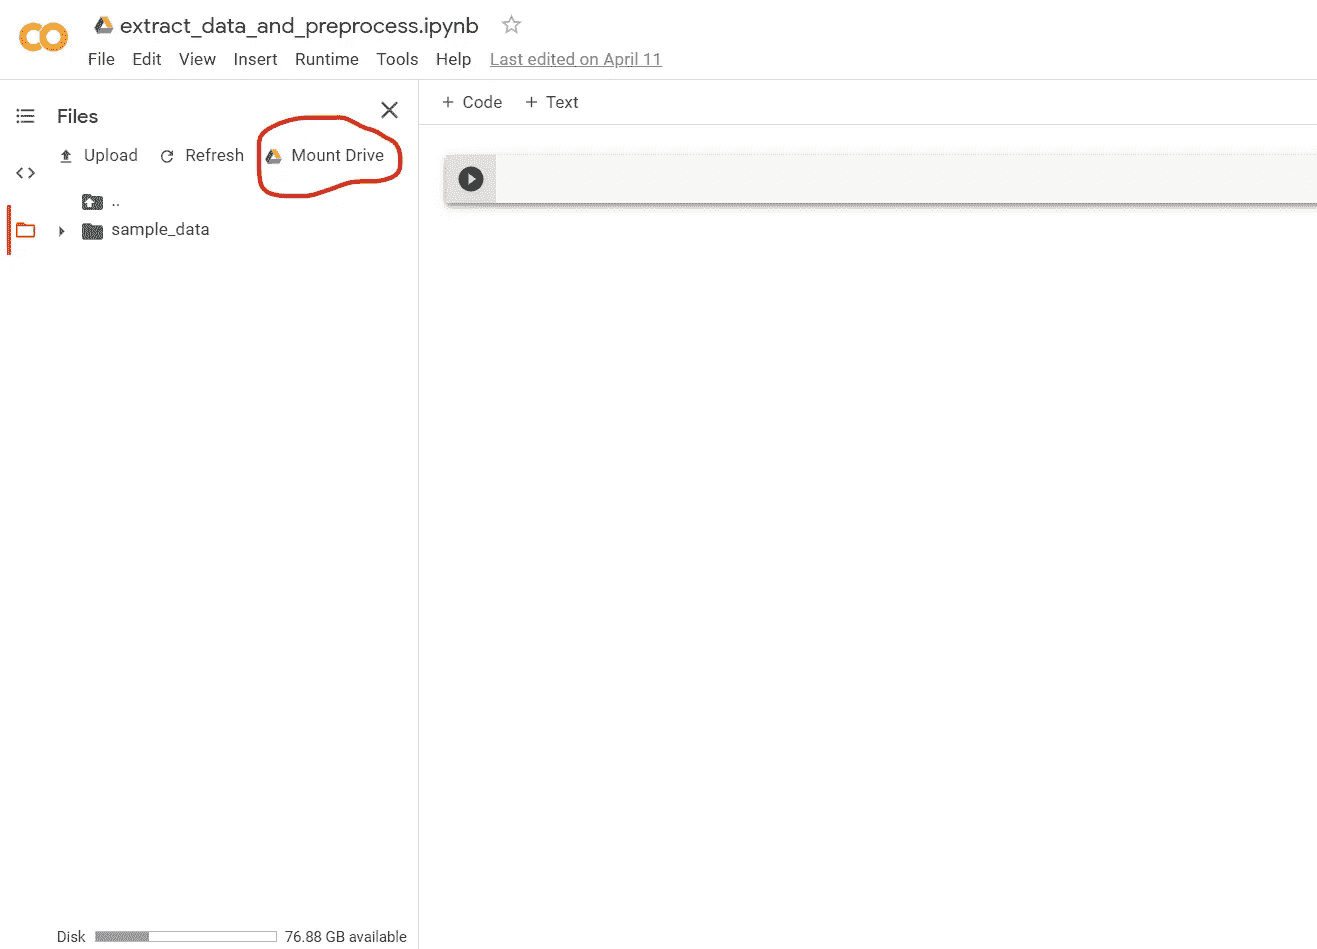 extract_data_and_preprocess.ipynb
File Edit View Insert Runtime Tools Help Last edited on April 11
Files
+ Code + Text
Upload Refresh Mount Drive
..
sample_data
Disk 76.88 GB available